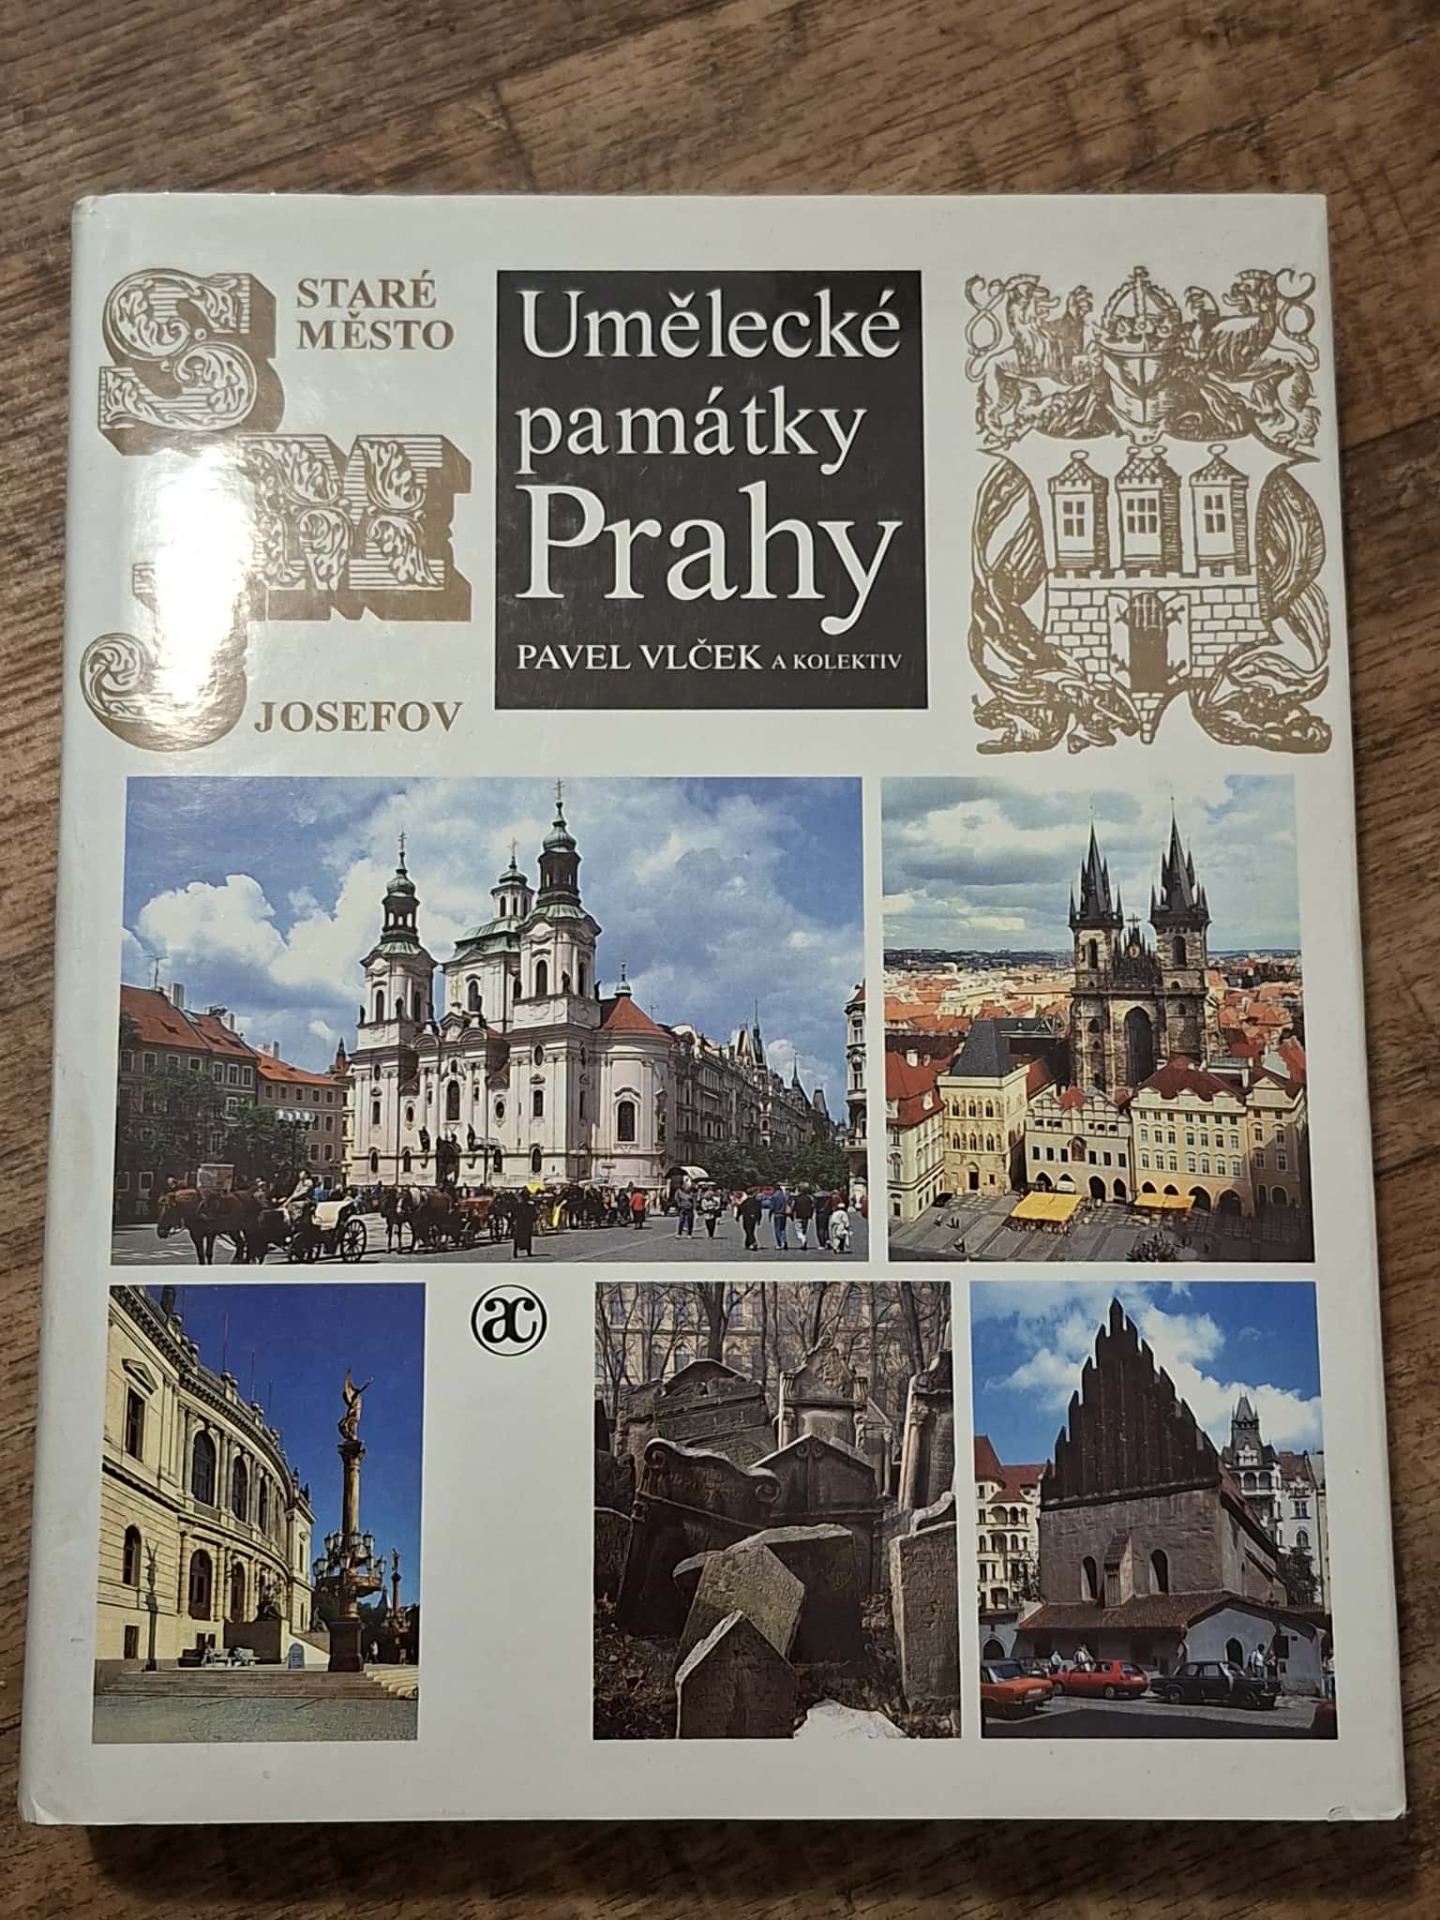 STARÉ
MĚSTO
S
M
J
JOSEFOV
Umělecké
památky
Prahy
PAVEL VLČEK A KOLEKTIV
ac